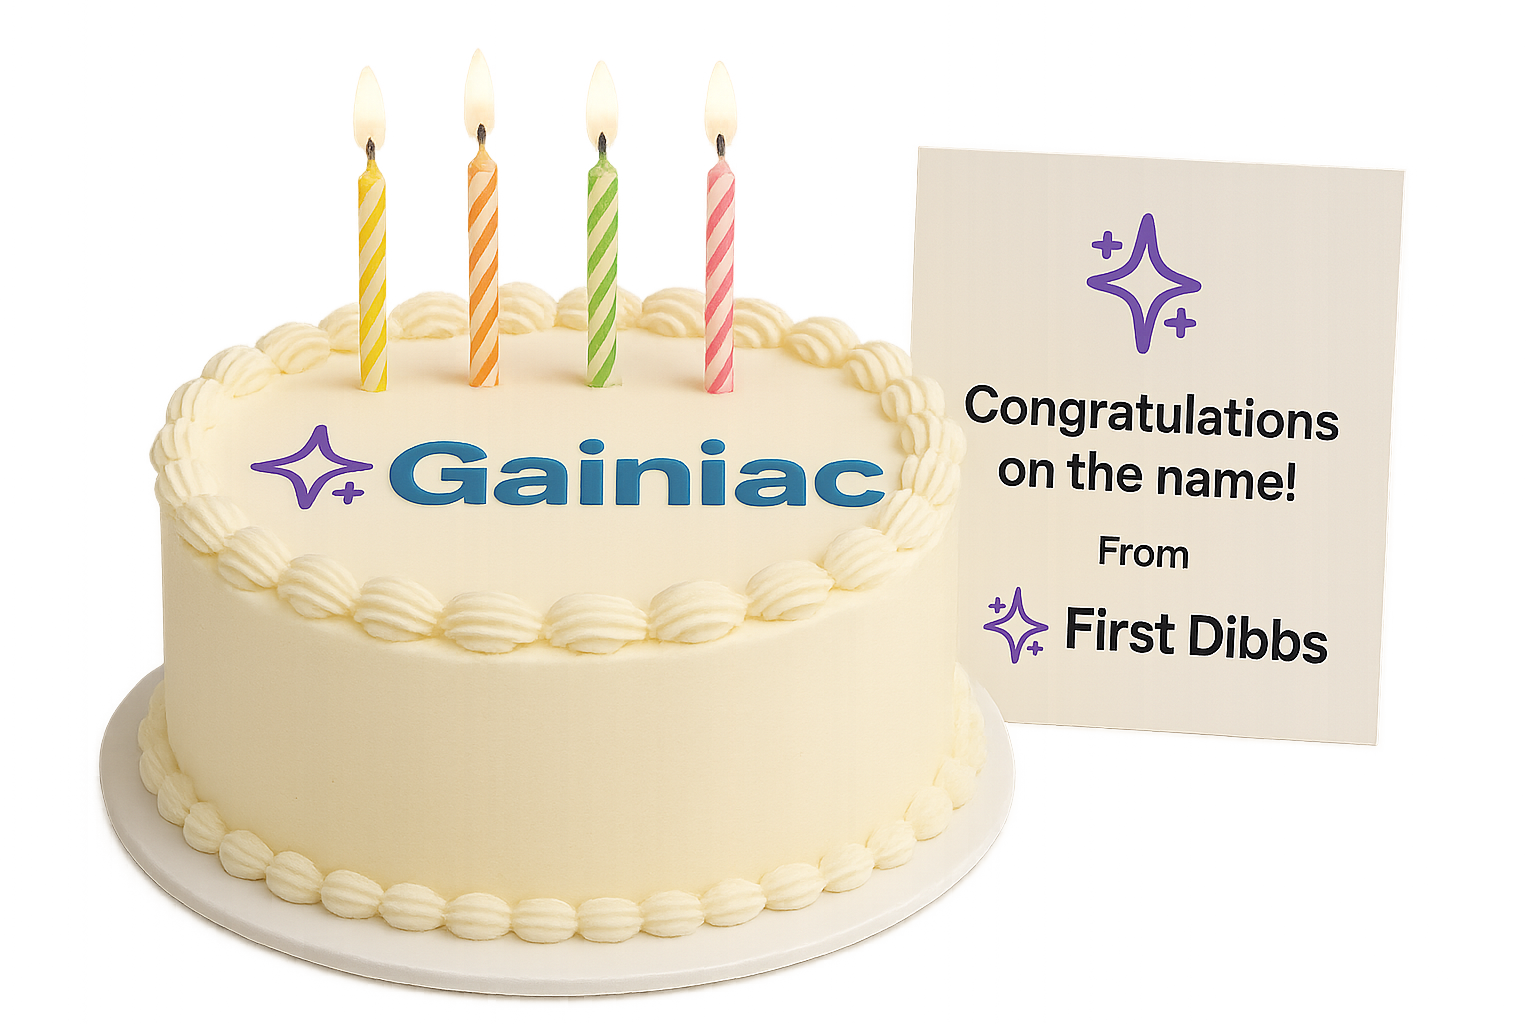 Gainiac
Congratulations
on the name!
From
First Dibbs